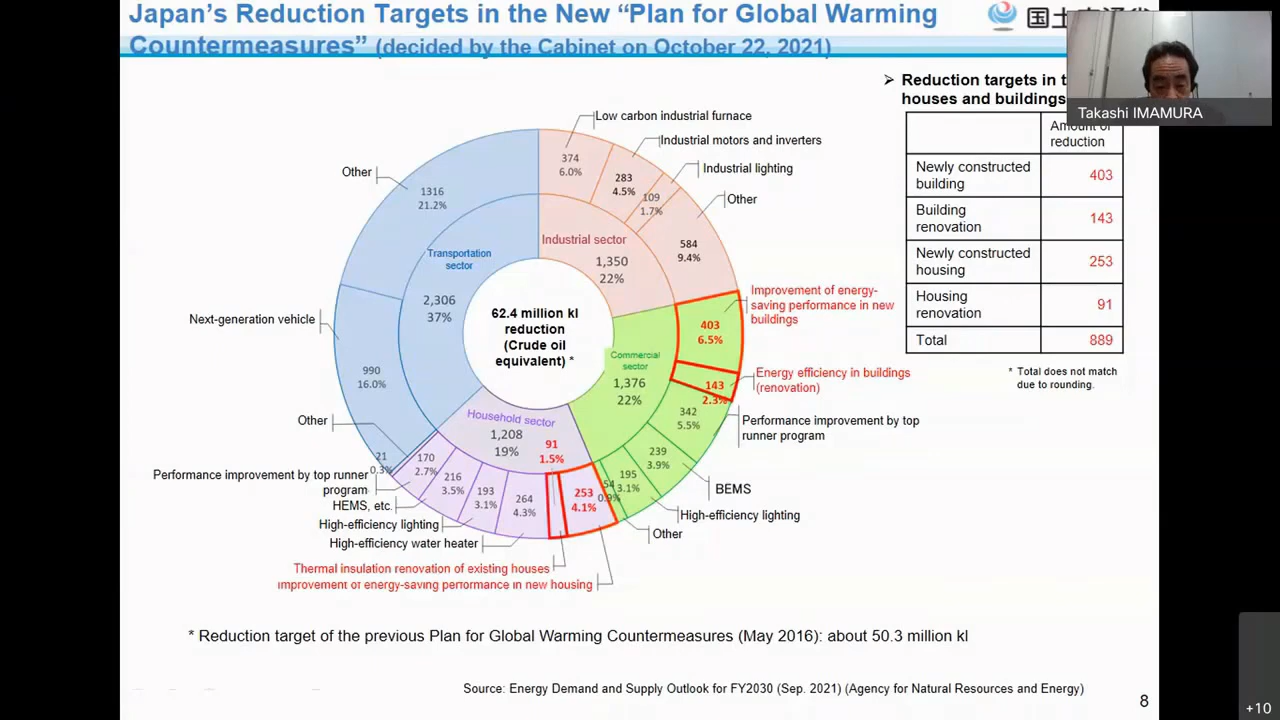 Japan's Reduction Targets in the New “Plan for Global Warming
Countermeasures” (decided by the Cabinet on October 22, 2021)
国土
Takashi IMAMURA
➢ Reduction targets in
houses and buildings
Amount of
reduction
Newly constructed
building
403
Building
renovation
143
Newly constructed
housing
253
Housing
renovation
91
Total
889
* Total does not match
due to rounding.
Low carbon industrial furnace
374
6.0%
Industrial motors and inverters
283
4.5%
Industrial lighting
109
1.7%
Other
584
9.4%
Industrial sector
1,350
22%
Other
1316
21.2%
Transportation
sector
2,306
37%
Next-generation vehicle
990
16.0%
62.4 million kl
reduction
(Crude oil
equivalent) *
Improvement of energy-
saving performance in new
buildings
403
6.5%
Commercial
sector
1,376
22%
Energy efficiency in buildings
(renovation)
143
2.3%
Performance improvement by top
runner program
342
5.5%
BEMS
239
3.9%
High-efficiency lighting
195
3.1%
Other
54
0.9%
Household sector
1,208
19%
91
1.5%
253
4.1%
264
4.3%
193
3.1%
216
3.5%
170
2.7%
21
0.3%
Other
Performance improvement by top runner
program
HEMS, etc.
High-efficiency lighting
High-efficiency water heater
Thermal insulation renovation of existing houses
Improvement of energy-saving performance in new housing
* Reduction target of the previous Plan for Global Warming Countermeasures (May 2016): about 50.3 million kl
Source: Energy Demand and Supply Outlook for FY2030 (Sep. 2021) (Agency for Natural Resources and Energy)
8
+10